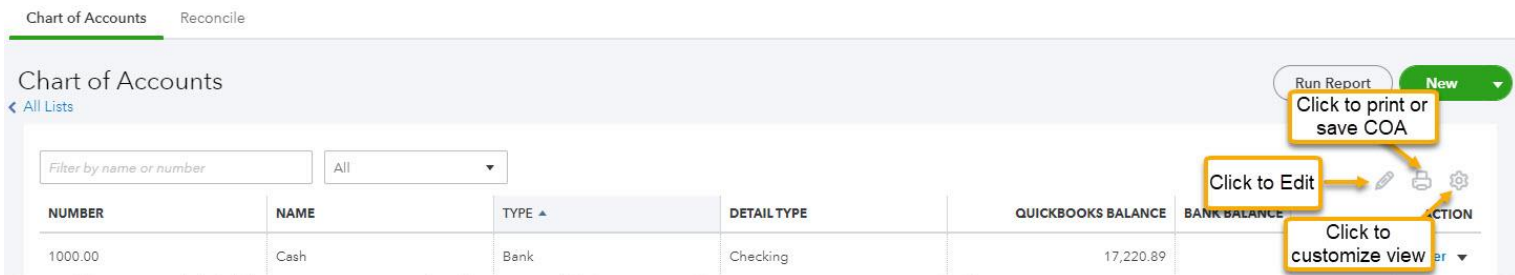 Chart of Accounts Reconcile
Chart of Accounts
All Lists
Run Report New
Click to print or
save COA
Filter by name or number All
Click to Edit
NUMBER NAME TYPE DETAIL TYPE QUICKBOOKS BALANCE BANK BALANCE
Click to
customize view
1000.00 Cash Bank Checking 17,220.89